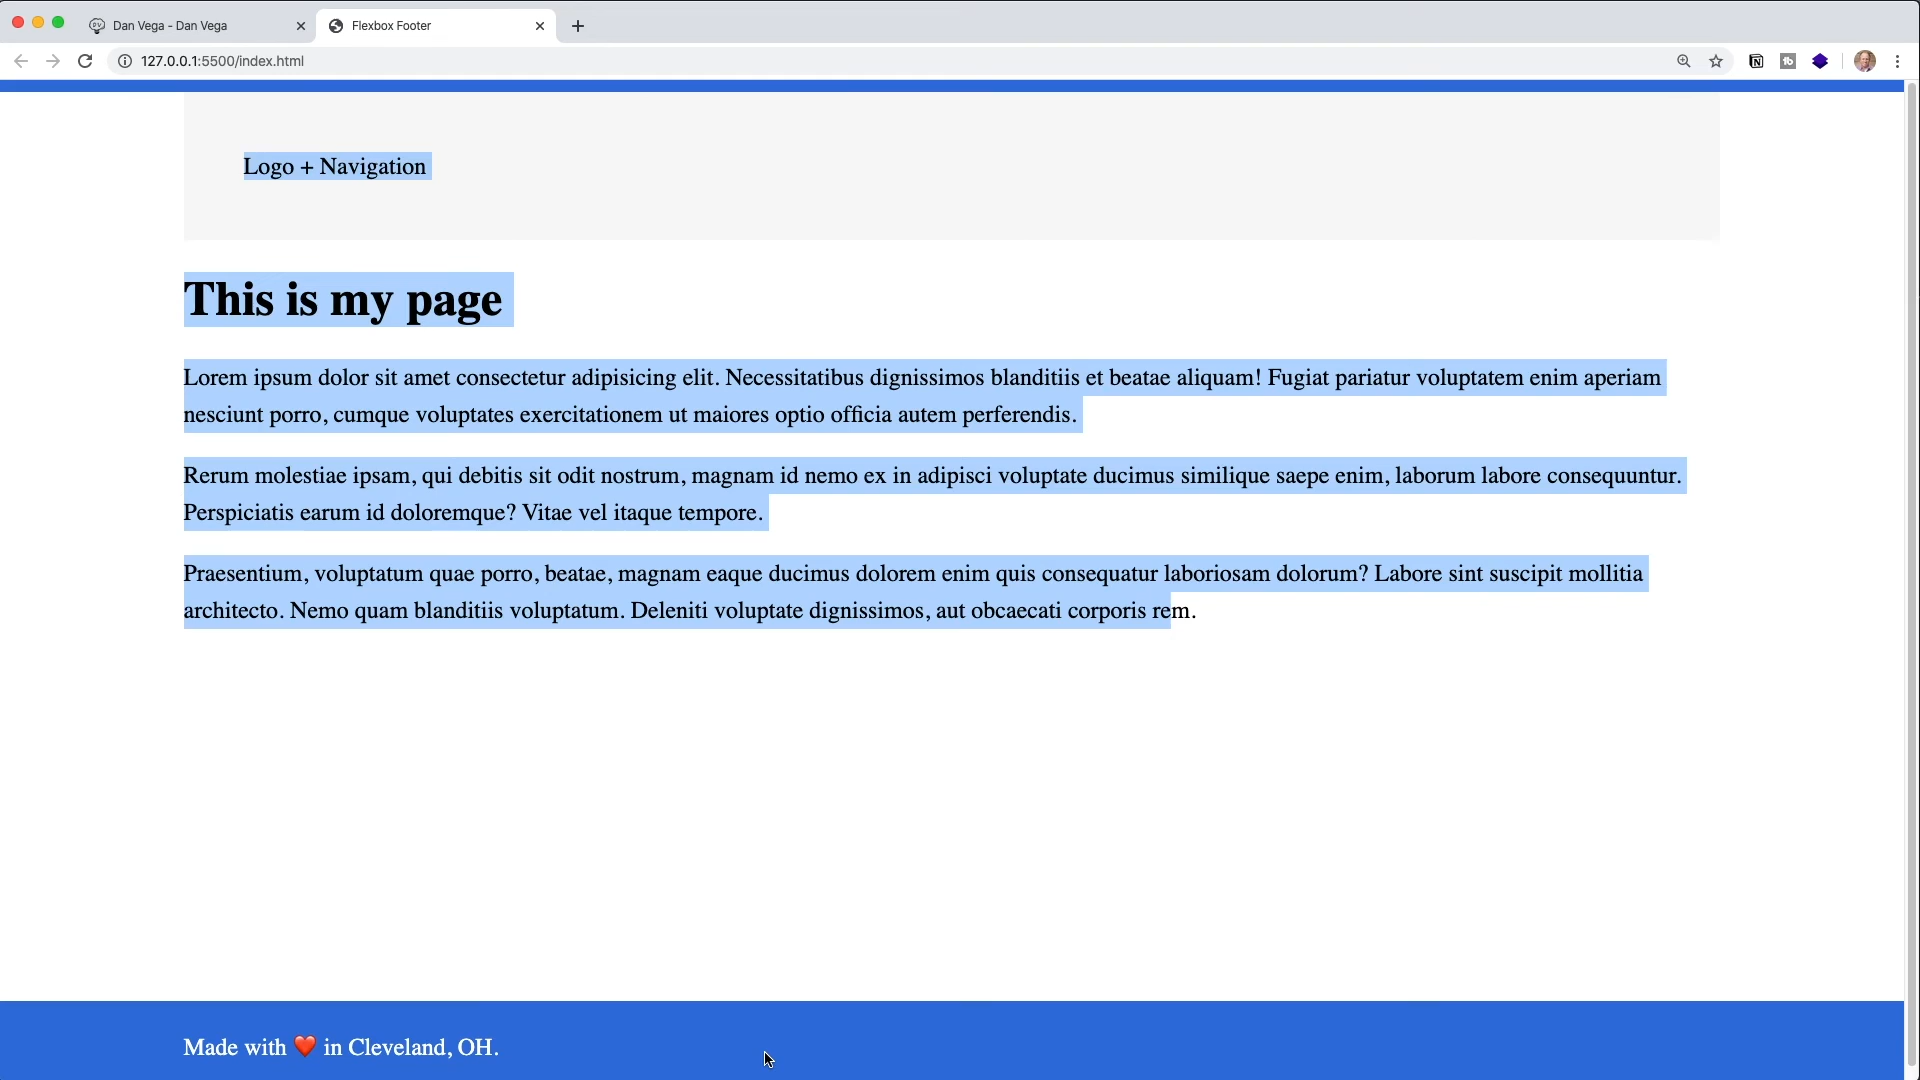 Dan Vega - Dan Vega
Flexbox Footer
127.0.0.1:5500/index.html
Logo + Navigation
This is my page
Lorem ipsum dolor sit amet consectetur adipisicing elit. Necessitatibus dignissimos blanditiis et beatae aliquam! Fugiat pariatur voluptatem enim aperiam
nesciunt porro, cumque voluptates exercitationem ut maiores optio officia autem perferendis.
Rerum molestiae ipsam, qui debitis sit odit nostrum, magnam id nemo ex in adipisci voluptate ducimus similique saepe enim, laborum labore consequuntur.
Perspiciatis earum id doloremque? Vitae vel itaque tempore.
Praesentium, voluptatum quae porro, beatae, magnam eaque ducimus dolorem enim quis consequatur laboriosam dolorum? Labore sint suscipit mollitia
architecto. Nemo quam blanditiis voluptatum. Deleniti voluptate dignissimos, aut obcaecati corporis rem.
Made with ❤️ in Cleveland, OH.